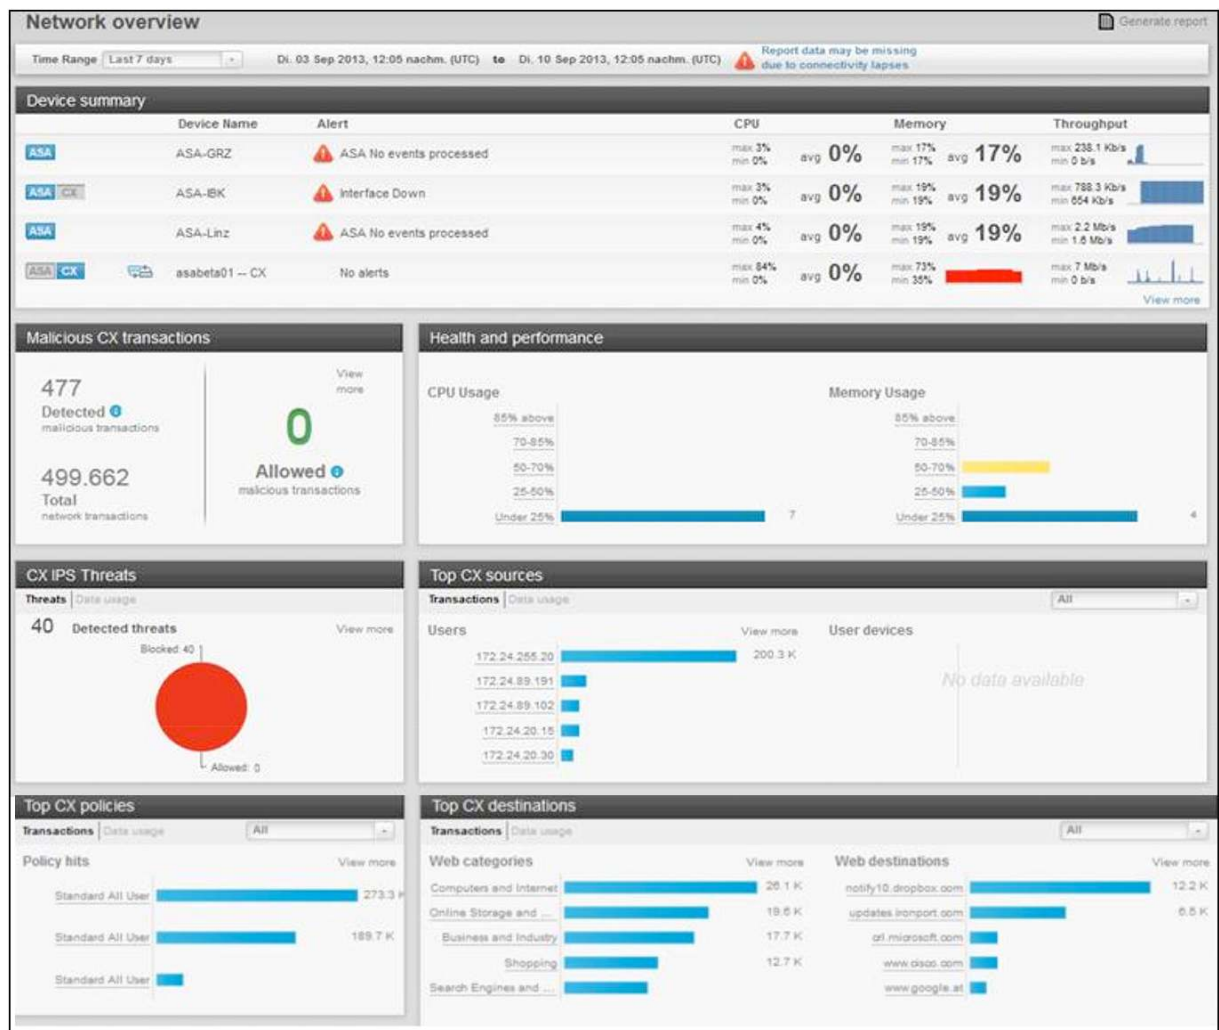 Network overview
Generate report
Time Range Last 7 days Di. 03 Sep 2013, 12:05 nachm. (UTC) to Di. 10 Sep 2013, 12:05 nachm. (UTC)
Report data may be missing
due to connectivity lapses
Device summary
Device Name Alert CPU Memory Throughput
ASA ASA-GRZ ASA No events processed max 3% min 0% avg 0% max 17% min 17% avg 17% max 238.1 Kb/s min 0 b/s
ASA CX ASA-IBK Interface Down max 3% min 0% avg 0% max 19% min 19% avg 19% max 788.3 Kb/s min 654 Kb/s
ASA ASA-Linz ASA No events processed max 4% min 0% avg 0% max 19% min 19% avg 19% max 2.2 Mb/s min 1.6 Mb/s
ASA CX asabeta01 -- CX No alerts max 84% min 0% avg 0% max 73% min 35% max 7 Mb/s min 0 b/s
View more
Malicious CX transactions
477
Detected
malicious transactions
499.662
Total
network transactions
View
more
0
Allowed
malicious transactions
Health and performance
CPU Usage
85% above
70-85%
50-70%
25-50%
Under 25% 7
Memory Usage
85% above
70-85%
50-70%
25-50%
Under 25% 4
CX IPS Threats
Threats Data usage
40 Detected threats View more
Blocked: 40
Allowed: 0
Top CX sources
Transactions Data usage All
Users View more
172.24.255.20 200.3 K
172.24.89.191
172.24.89.102
172.24.20.15
172.24.20.30
User devices
No data available
Top CX policies
Transactions Data usage All
Policy hits View more
Standard All User 273.3 K
Standard All User 189.7 K
Standard All User
Top CX destinations
Transactions Data usage All
Web categories View more
Computers and Internet 26.1 K
Online Storage and ... 19.6 K
Business and Industry 17.7 K
Shopping 12.7 K
Search Engines and ...
Web destinations View more
notify10.dropbox.com 12.2 K
updates.ironport.com 6.5 K
crl.microsoft.com
www.cisco.com
www.google.at